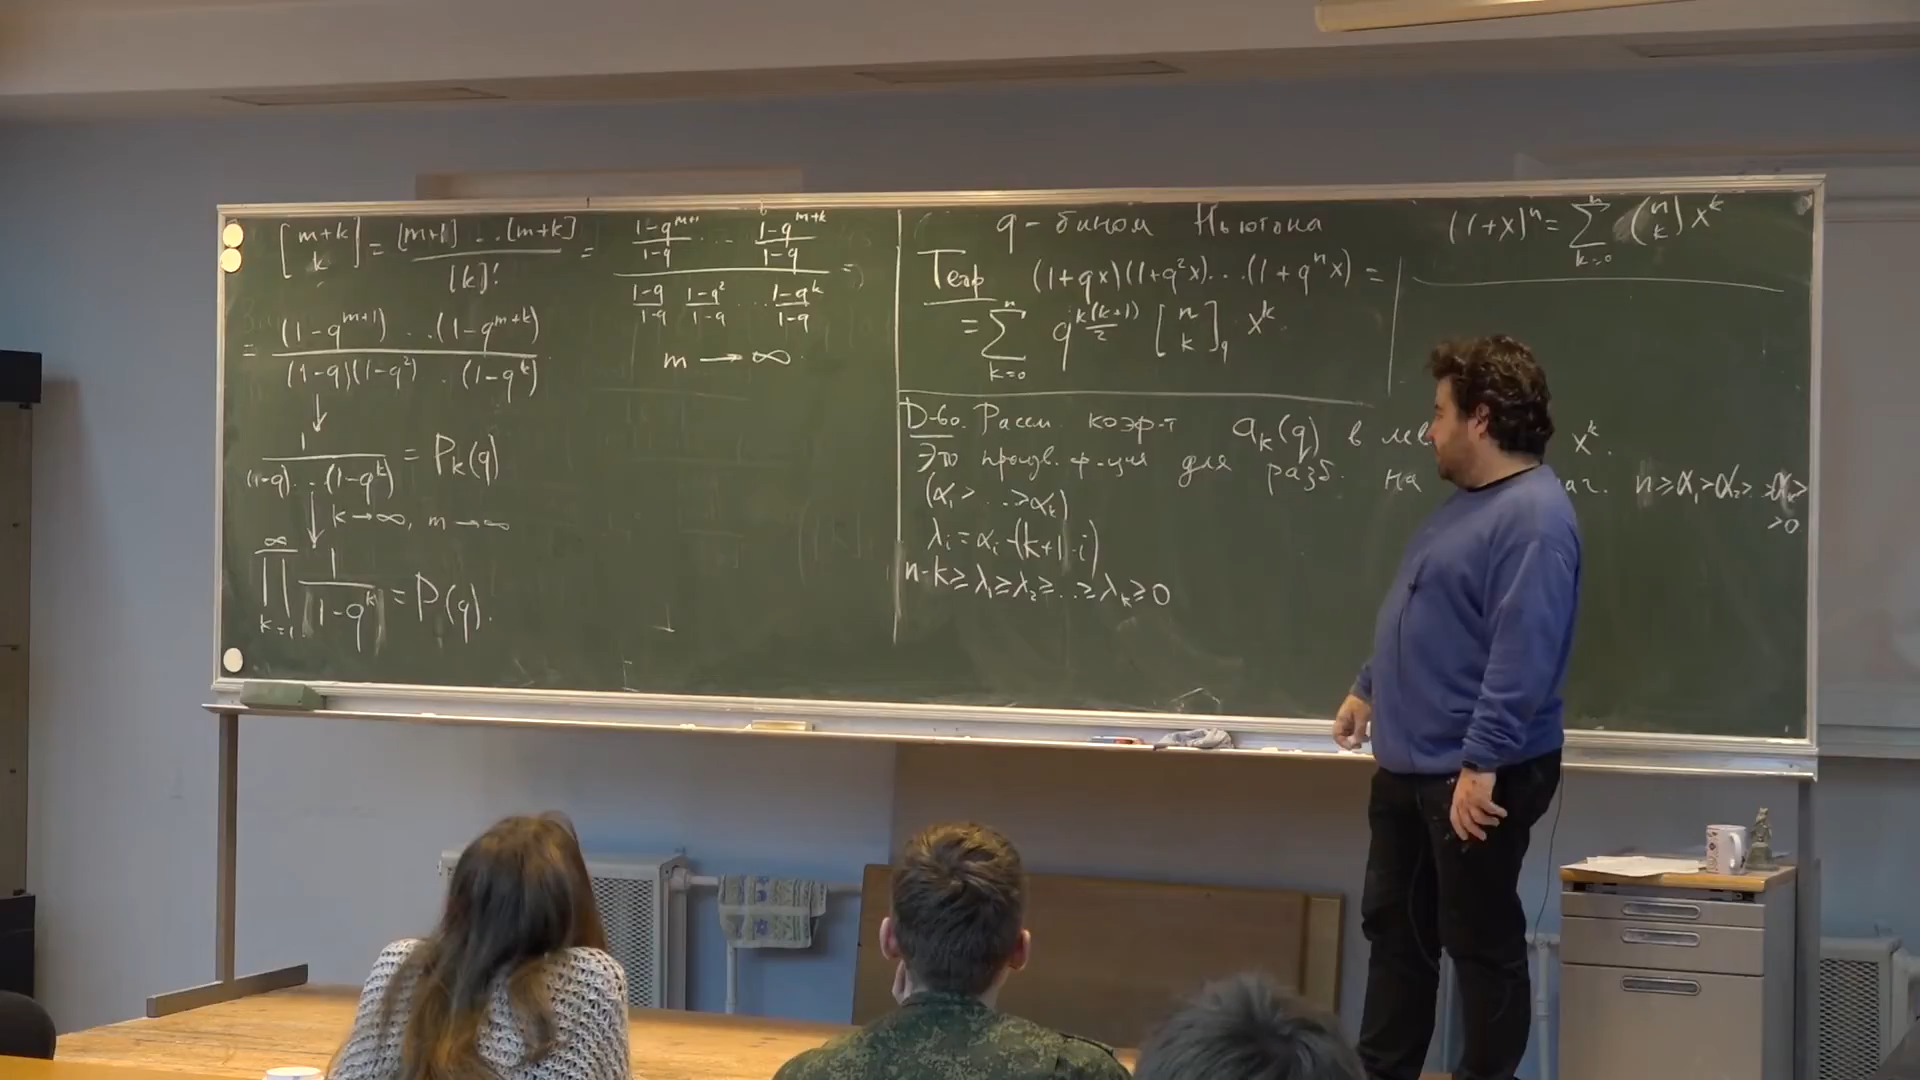 [m+k k] = [m+1]...[m+k] / [k]! = (1-q^{m+1})/(1-q) ... (1-q^{m+k})/(1-q) / (1-q)/(1-q) (1-q^2)/(1-q) ... (1-q^k)/(1-q) =
= (1-q^{m+1})...(1-q^{m+k}) / (1-q)(1-q^2)...(1-q^k)
m → ∞.
↓
1 / (1-q)...(1-q^k) = P_k(q)
↓ k→∞, m→∞
∞ ∏ k=1 1 / 1-q^k = P(q).
q-бином Ньютона
Теор (1+qx)(1+q^2x)...(1+q^nx) =
= ∑_{k=0}^{n} q^{k(k+1)/2} [n k]_q x^k.
(1+x)^n = ∑_{k=0}^{n} (n k) x^k
Д-во. Рассм. коэф-т a_k(q) в x^k.
Это произв. ф-ция для разб. на n ≥ α_1 > α_2 > ... α_k >
> 0
(α_1 > ... > α_k)
λ_i = α_i - (k+1-i)
n-k ≥ λ_1 ≥ λ_2 ≥ ... ≥ λ_k ≥ 0